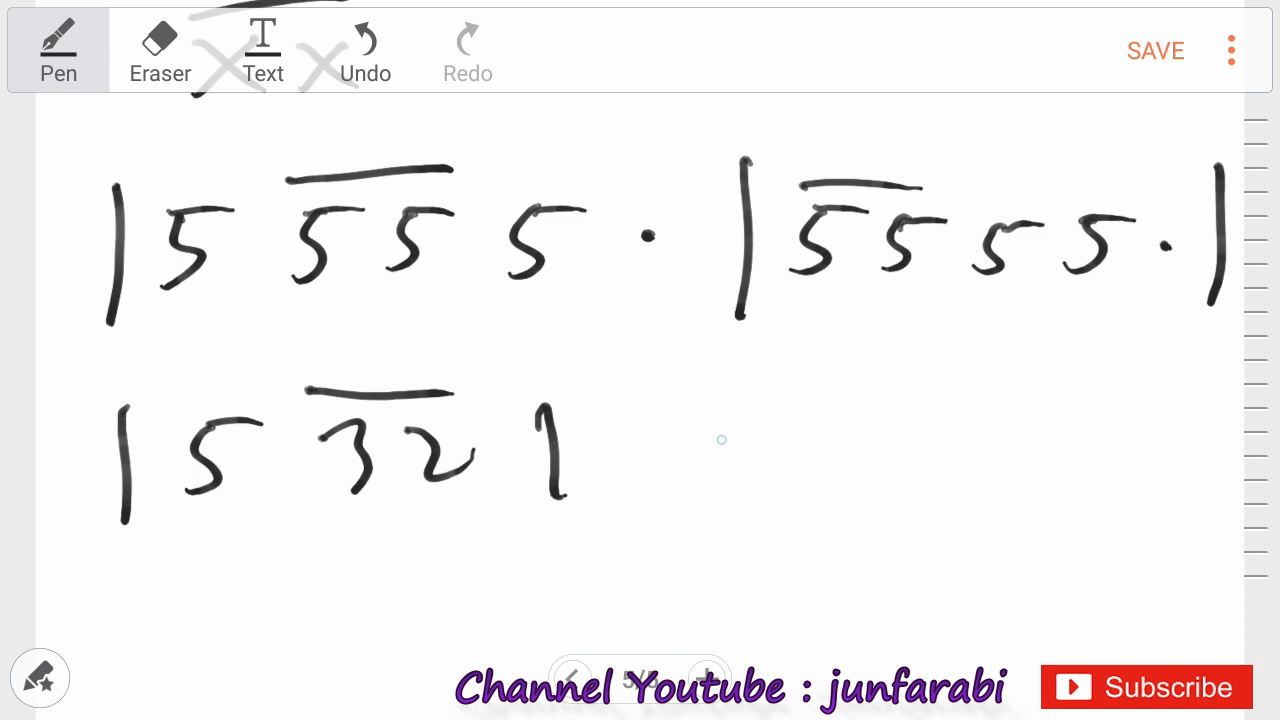 Pen Eraser Text Undo Redo SAVE
X X
| 5 5 5 5 . | 5 5 5 5 . |
| 5 3 2 1
Channel Youtube : junfarabi Subscribe